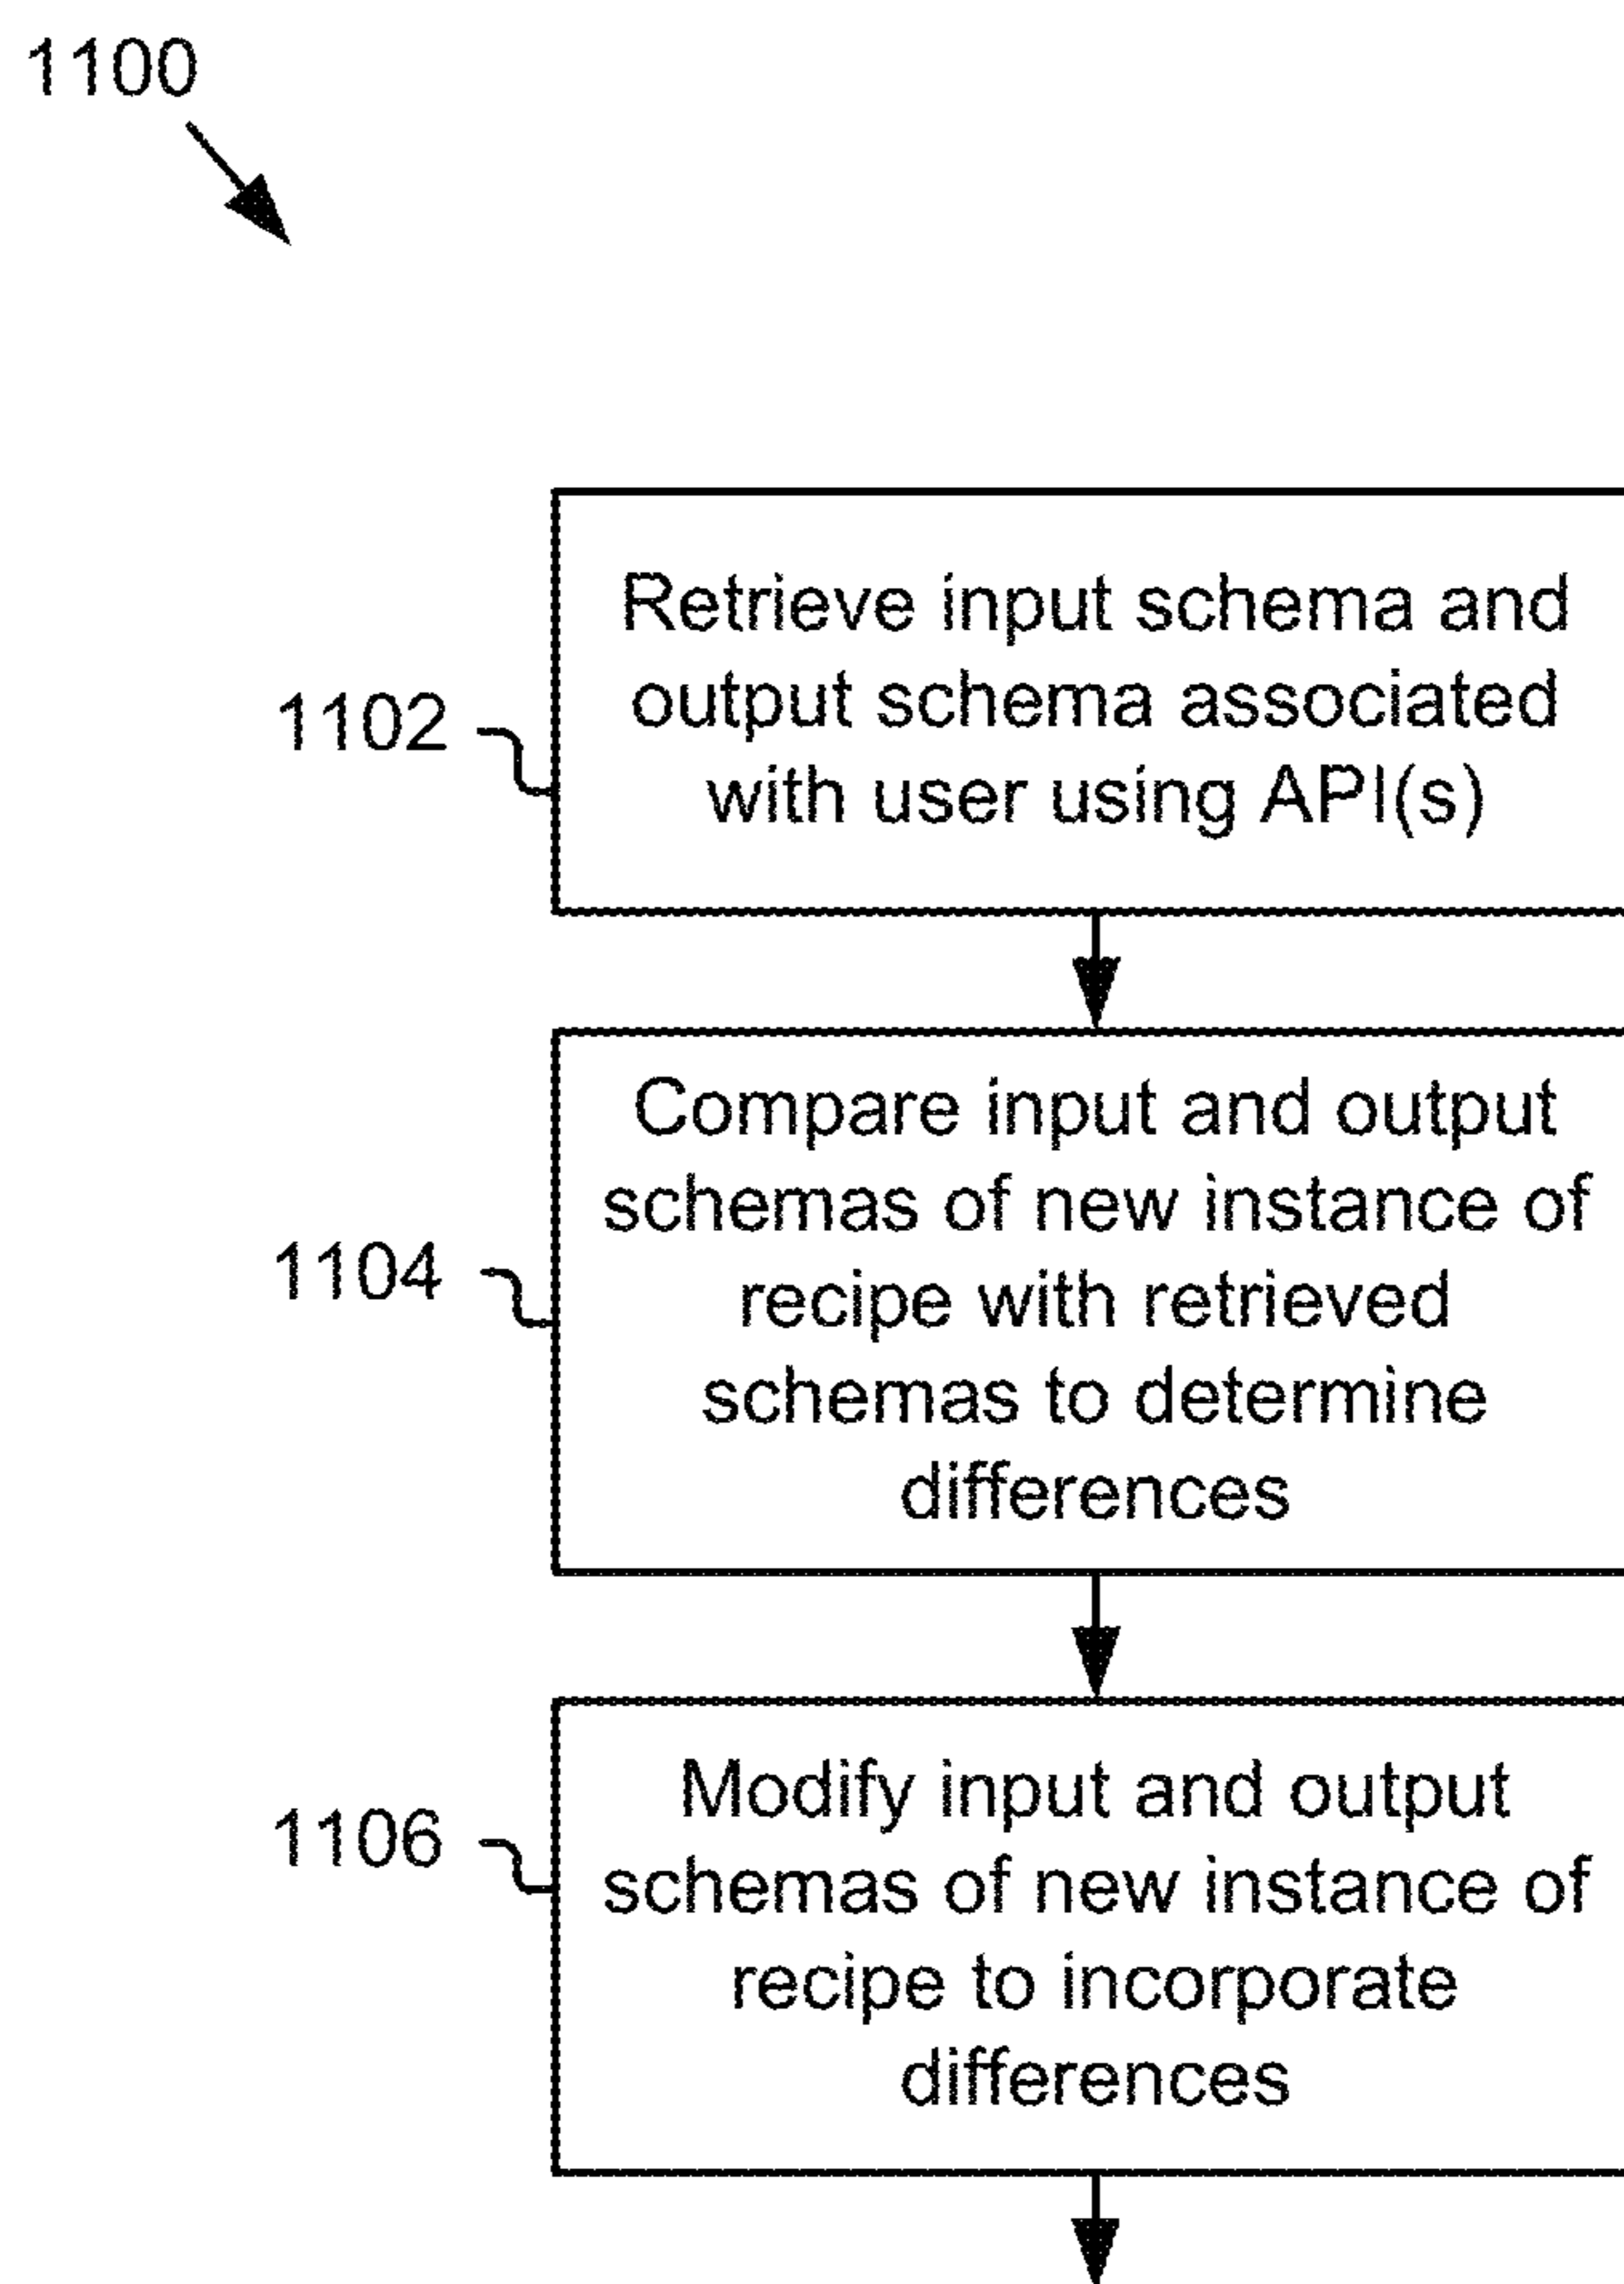 1100
Retrieve input schema and
output schema associated
with user using API(s)
1102
Compare input and output
schemas of new instance of
recipe with retrieved
schemas to determine
differences
1104
Modify input and output
schemas of new instance of
recipe to incorporate
differences
1106